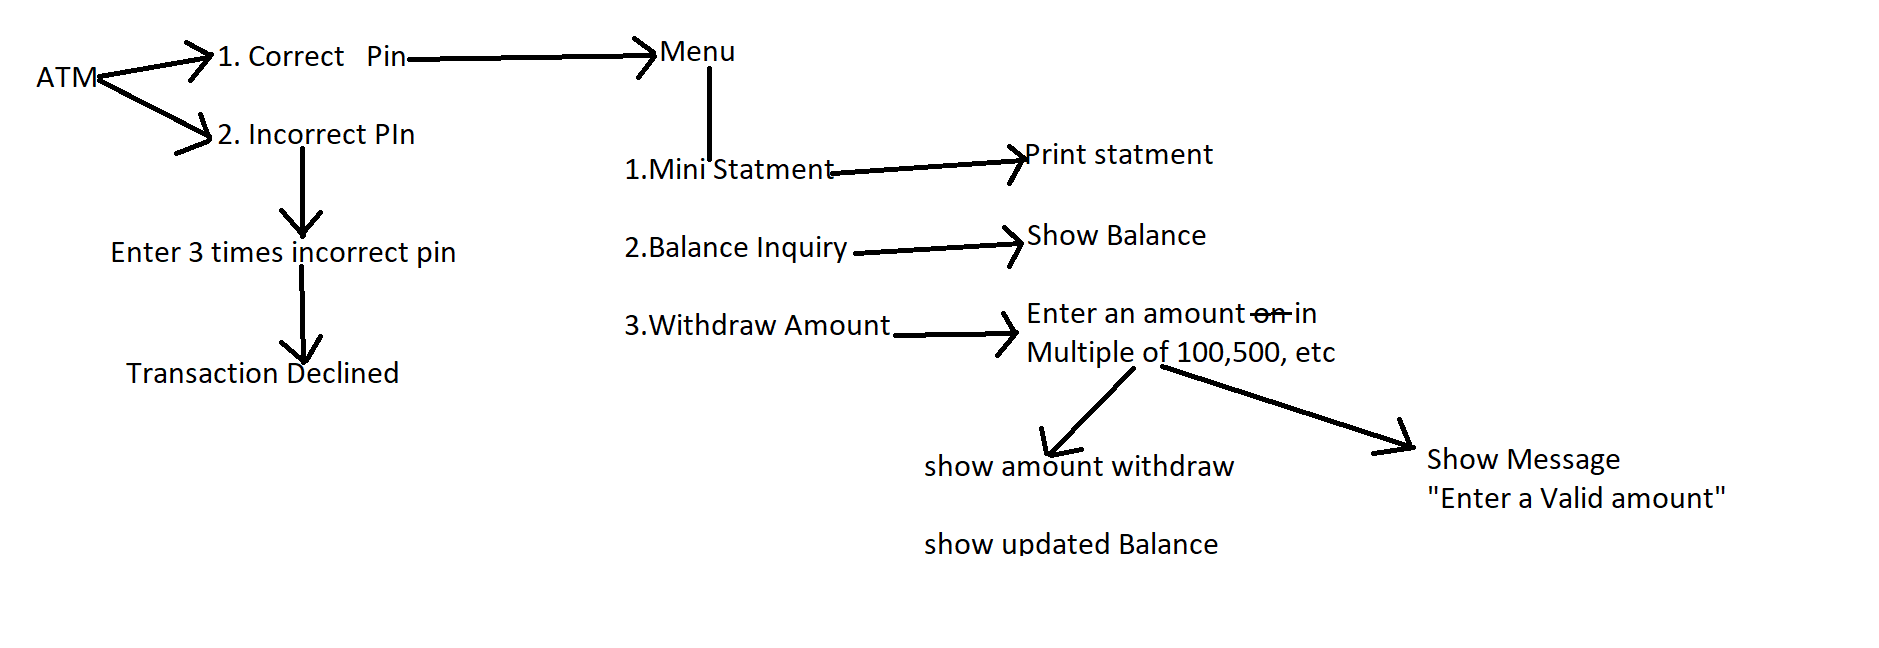 ATM
1. Correct   Pin
2. Incorrect PIn
Enter 3 times incorrect pin
Transaction Declined
Menu
1.Mini Statment
Print statment
2.Balance Inquiry
Show Balance
3.Withdraw Amount
Enter an amount on in
Multiple of 100,500, etc
show amount withdraw
show updated Balance
Show Message
"Enter a Valid amount"